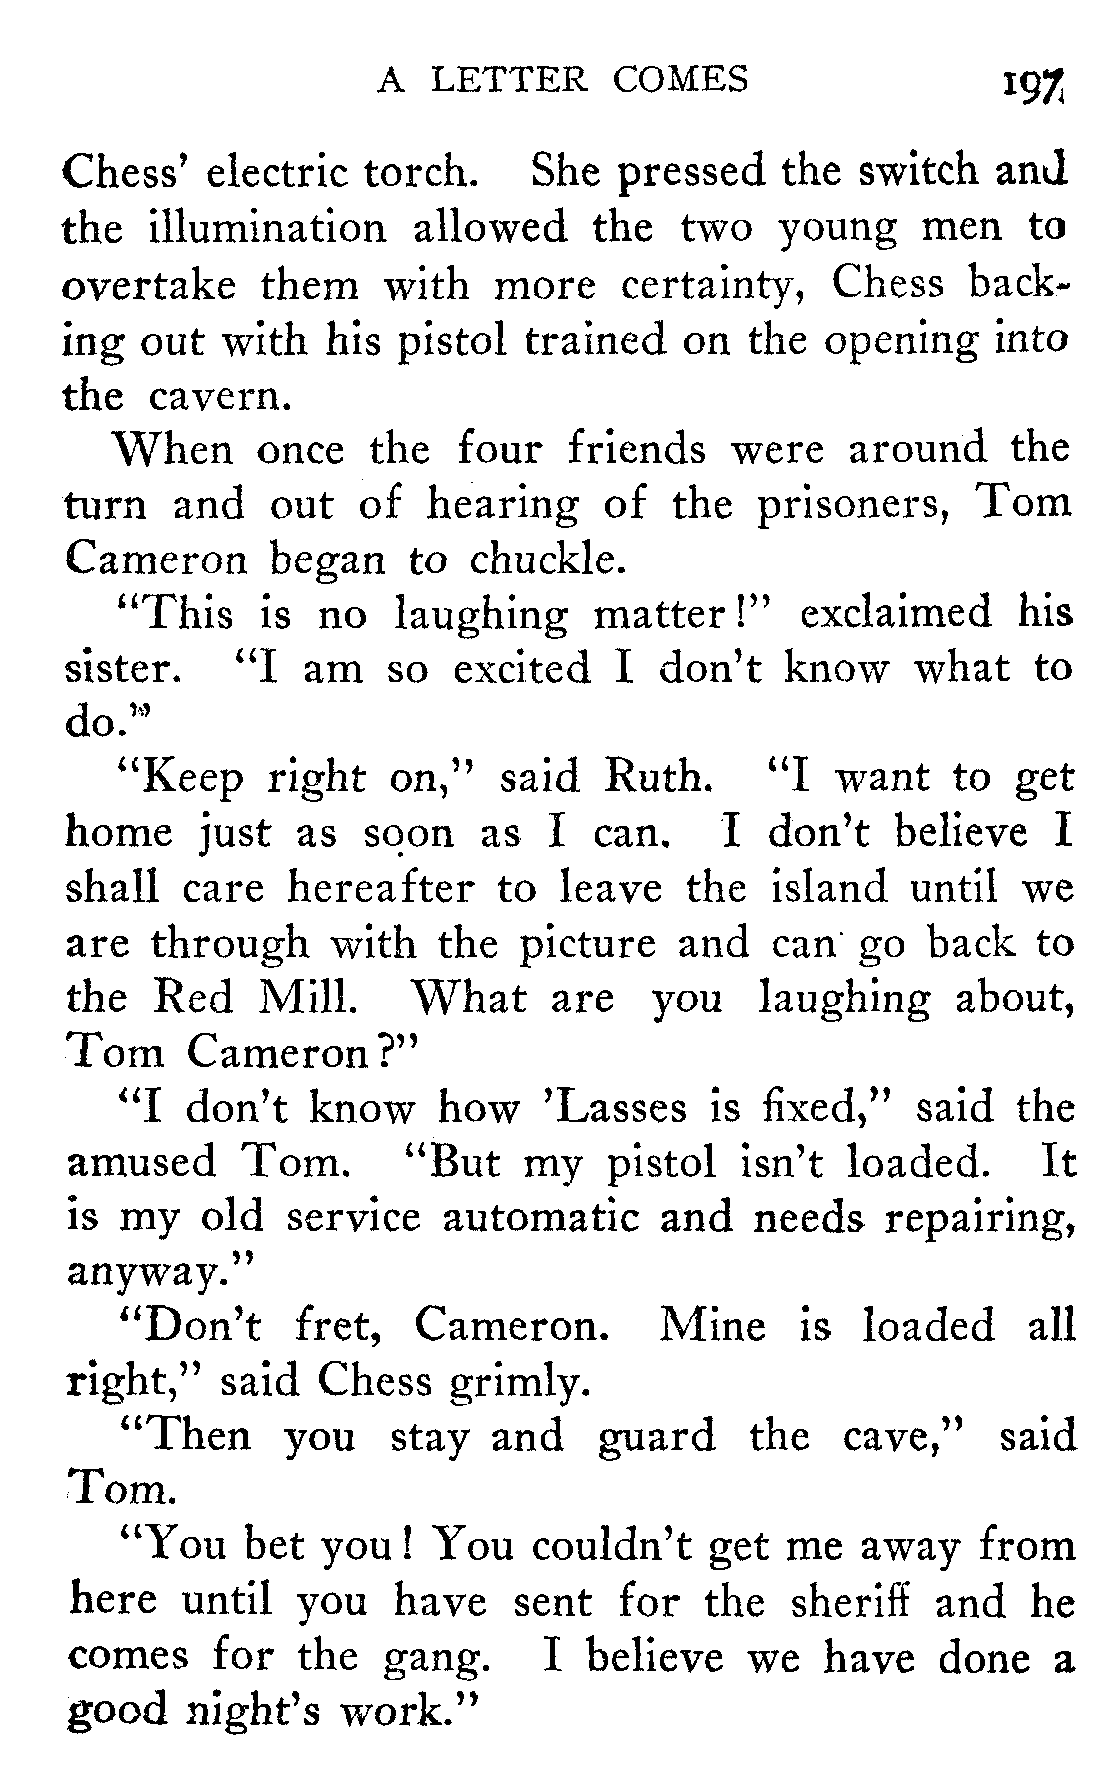 A LETTER COMES 197
Chess' electric torch. She pressed the switch and
the illumination allowed the two young men to
overtake them with more certainty, Chess back-
ing out with his pistol trained on the opening into
the cavern.
When once the four friends were around the
turn and out of hearing of the prisoners, Tom
Cameron began to chuckle.
"This is no laughing matter!" exclaimed his
sister. "I am so excited I don't know what to
do."
"Keep right on," said Ruth. "I want to get
home just as soon as I can. I don't believe I
shall care hereafter to leave the island until we
are through with the picture and can go back to
the Red Mill. What are you laughing about,
Tom Cameron?"
"I don't know how 'Lasses is fixed," said the
amused Tom. "But my pistol isn't loaded. It
is my old service automatic and needs repairing,
anyway."
"Don't fret, Cameron. Mine is loaded all
right," said Chess grimly.
"Then you stay and guard the cave," said
Tom.
"You bet you! You couldn't get me away from
here until you have sent for the sheriff and he
comes for the gang. I believe we have done a
good night's work."